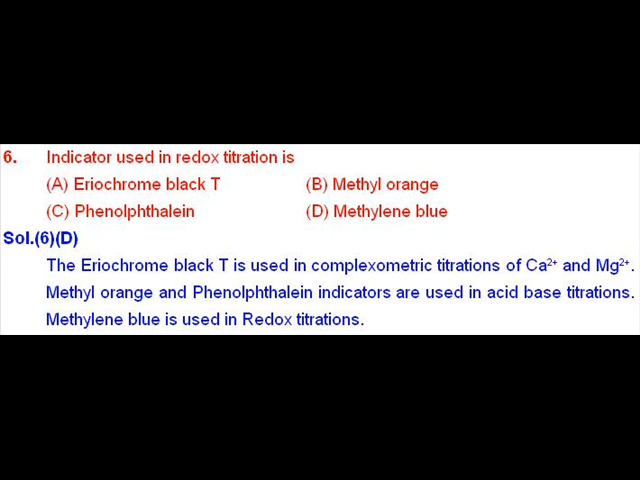 6. Indicator used in redox titration is
(A) Eriochrome black T (B) Methyl orange
(C) Phenolphthalein (D) Methylene blue
Sol.(6)(D)
The Eriochrome black T is used in complexometric titrations of Ca²⁺ and Mg²⁺.
Methyl orange and Phenolphthalein indicators are used in acid base titrations.
Methylene blue is used in Redox titrations.